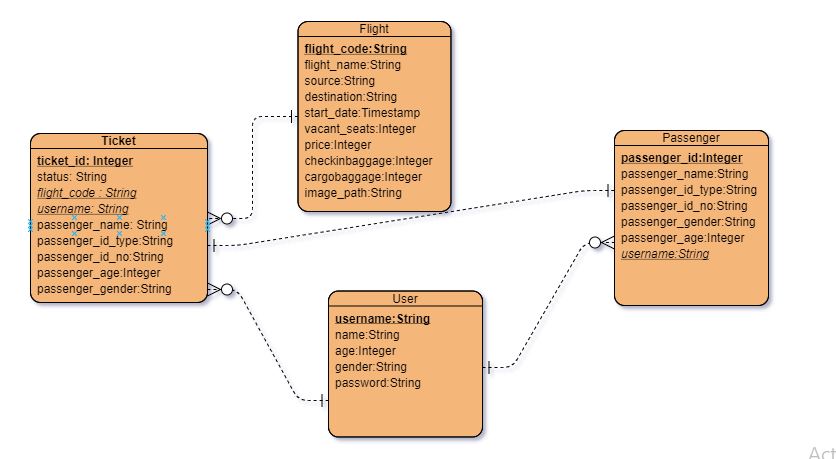 Flight
flight_code:String
flight_name:String
source:String
destination:String
start_date:Timestamp
vacant_seats:Integer
price:Integer
checkinbaggage:Integer
cargobaggage:Integer
image_path:String
Ticket
ticket_id: Integer
status: String
flight_code : String
username: String
passenger_name: String
passenger_id_type:String
passenger_id_no:String
passenger_age:Integer
passenger_gender:String
Passenger
passenger_id:Integer
passenger_name:String
passenger_id_type:String
passenger_id_no:String
passenger_gender:String
passenger_age:Integer
username:String
User
username:String
name:String
age:Integer
gender:String
password:String
Act